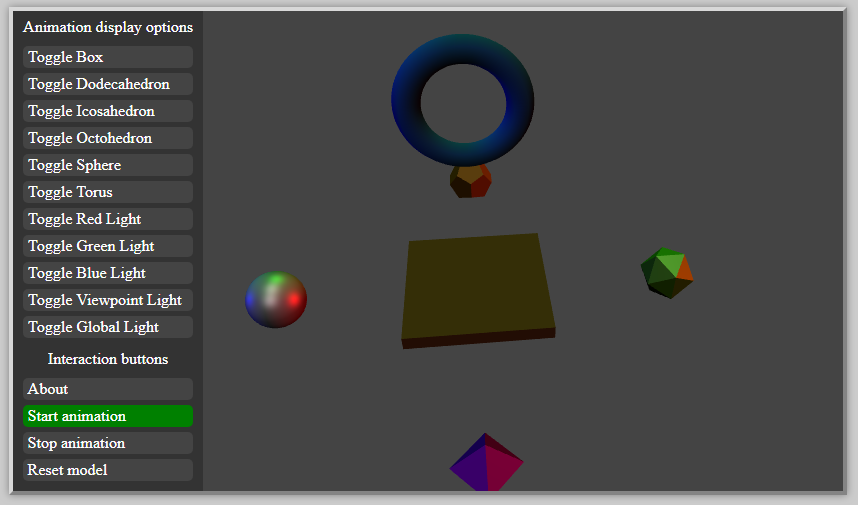 Animation display options
Toggle Box
Toggle Dodecahedron
Toggle Icosahedron
Toggle Octohedron
Toggle Sphere
Toggle Torus
Toggle Red Light
Toggle Green Light
Toggle Blue Light
Toggle Viewpoint Light
Toggle Global Light
Interaction buttons
About
Start animation
Stop animation
Reset model